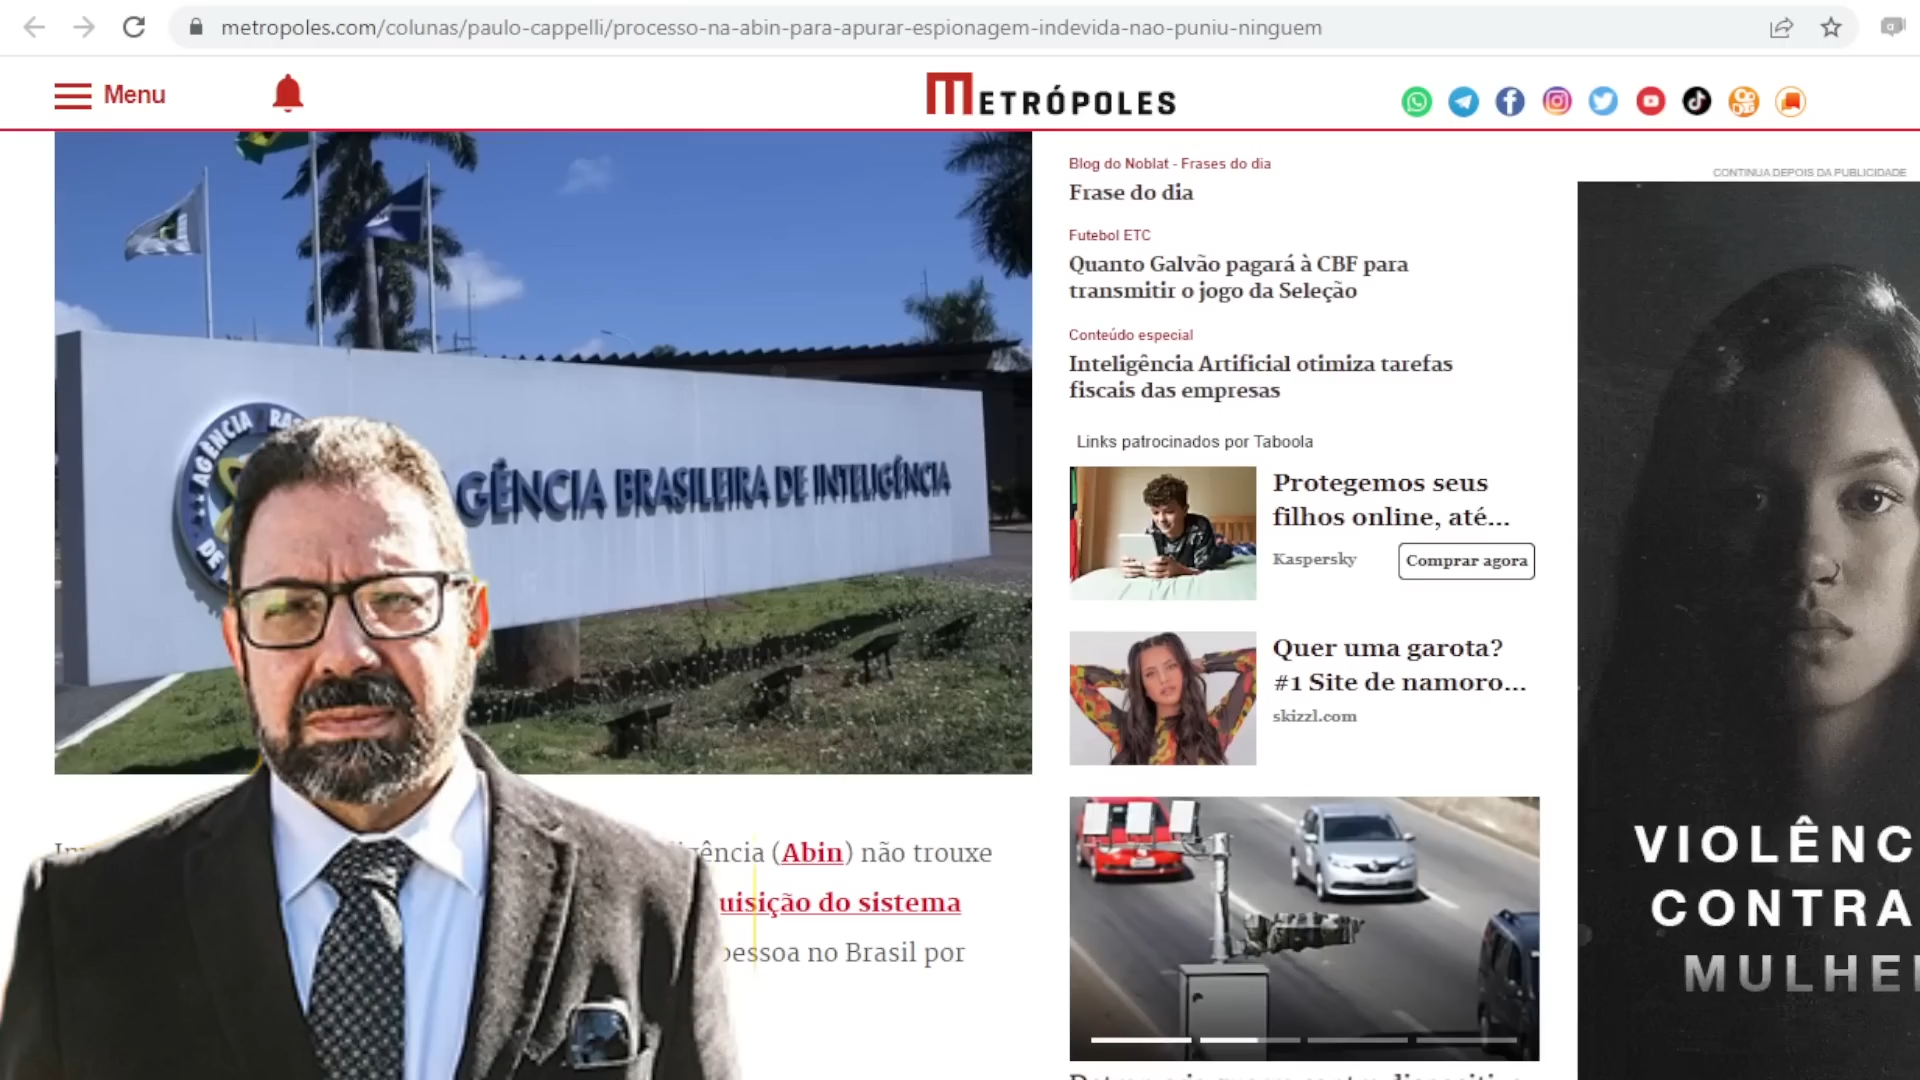 metropoles.com/colunas/paulo-cappelli/processo-na-abin-para-apurar-espionagem-indevida-nao-puniu-ninguem
Menu
METRÓPOLES
AGÊNCIA
DE
GÊNCIA BRASILEIRA DE INTELIGÊNCIA
igência (Abin) não trouxe
uisição do sistema
pessoa no Brasil por
Blog do Noblat - Frases do dia
Frase do dia
Futebol ETC
Quanto Galvão pagará à CBF para
transmitir o jogo da Seleção
Conteúdo especial
Inteligência Artificial otimiza tarefas
fiscais das empresas
Links patrocinados por Taboola
Protegemos seus
filhos online, até...
Kaspersky
Comprar agora
Quer uma garota?
#1 Site de namoro...
skizzl.com
CONTINUA DEPOIS DA PUBLICIDADE
VIOLÊNC
CONTRA
MULHE